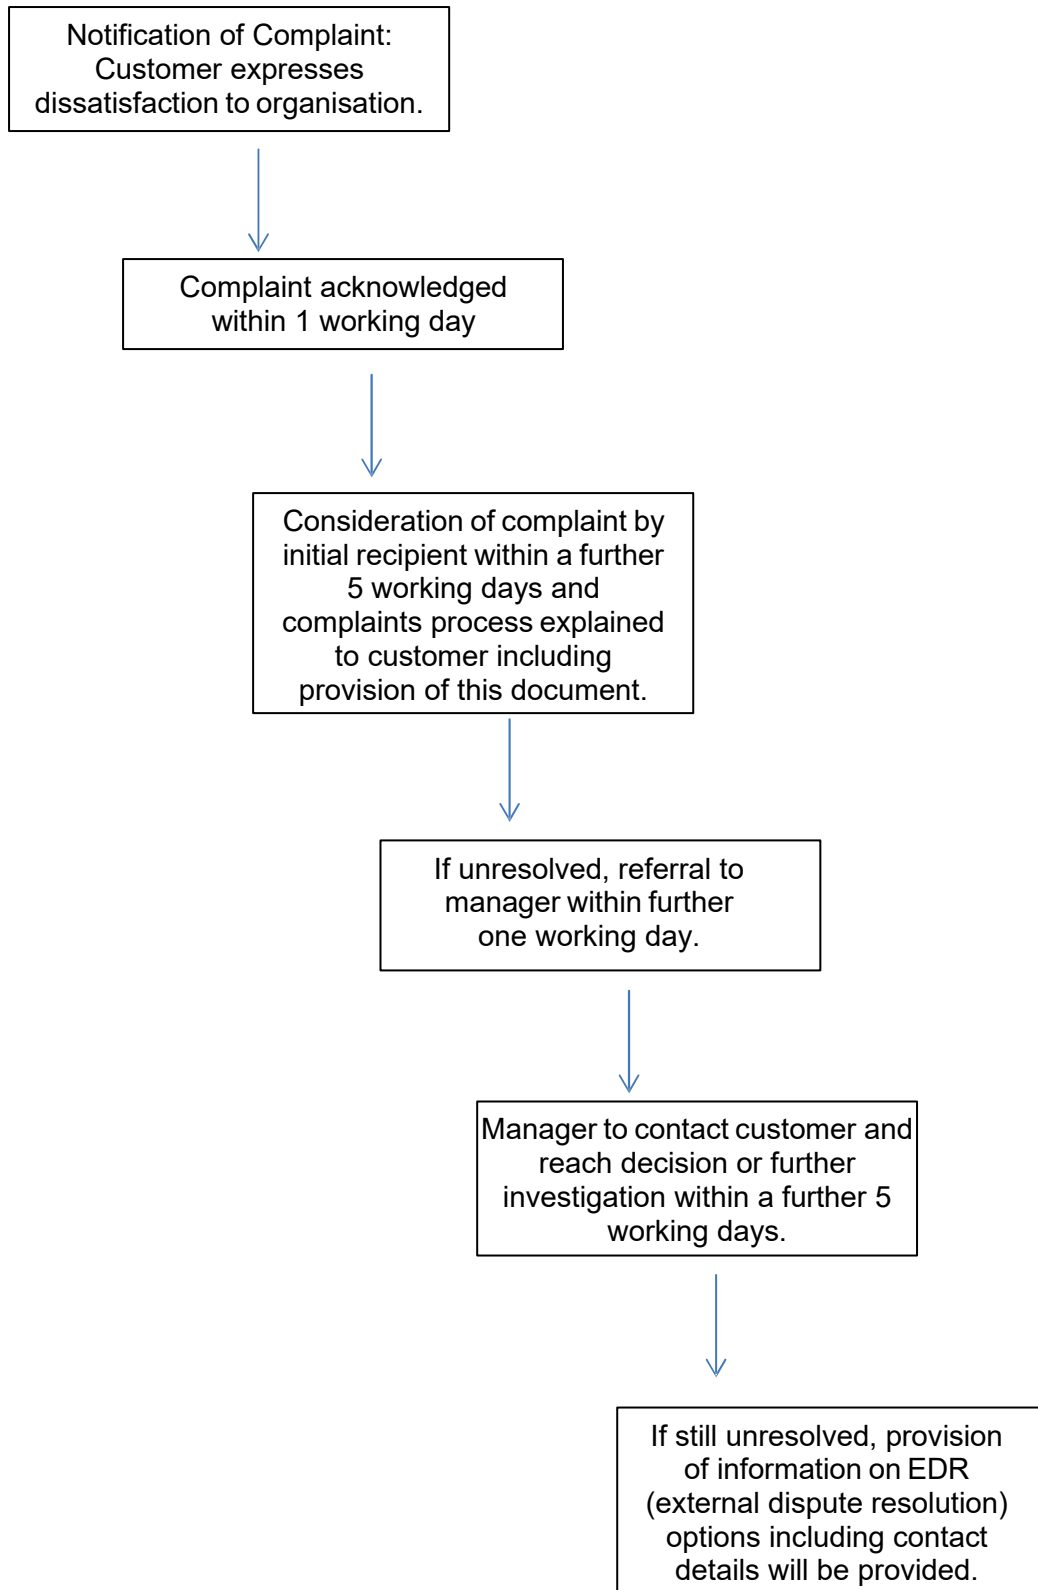 Notification of Complaint:
Customer expresses
dissatisfaction to organisation.
Complaint acknowledged
within 1 working day
Consideration of complaint by
initial recipient within a further
5 working days and
complaints process explained
to customer including
provision of this document.
If unresolved, referral to
manager within further
one working day.
Manager to contact customer and
reach decision or further
investigation within a further 5
working days.
If still unresolved, provision
of information on EDR
(external dispute resolution)
options including contact
details will be provided.